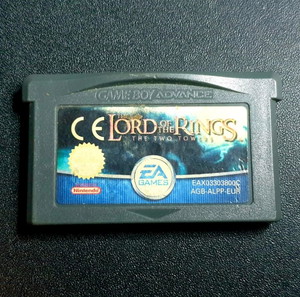 GAME BOY ADVANCE
CE
THE
LORD OF THE RINGS
THE TWO TOWERS
Nintendo
EA
GAMES
EAX03303800C
AGB-ALPP-EUR